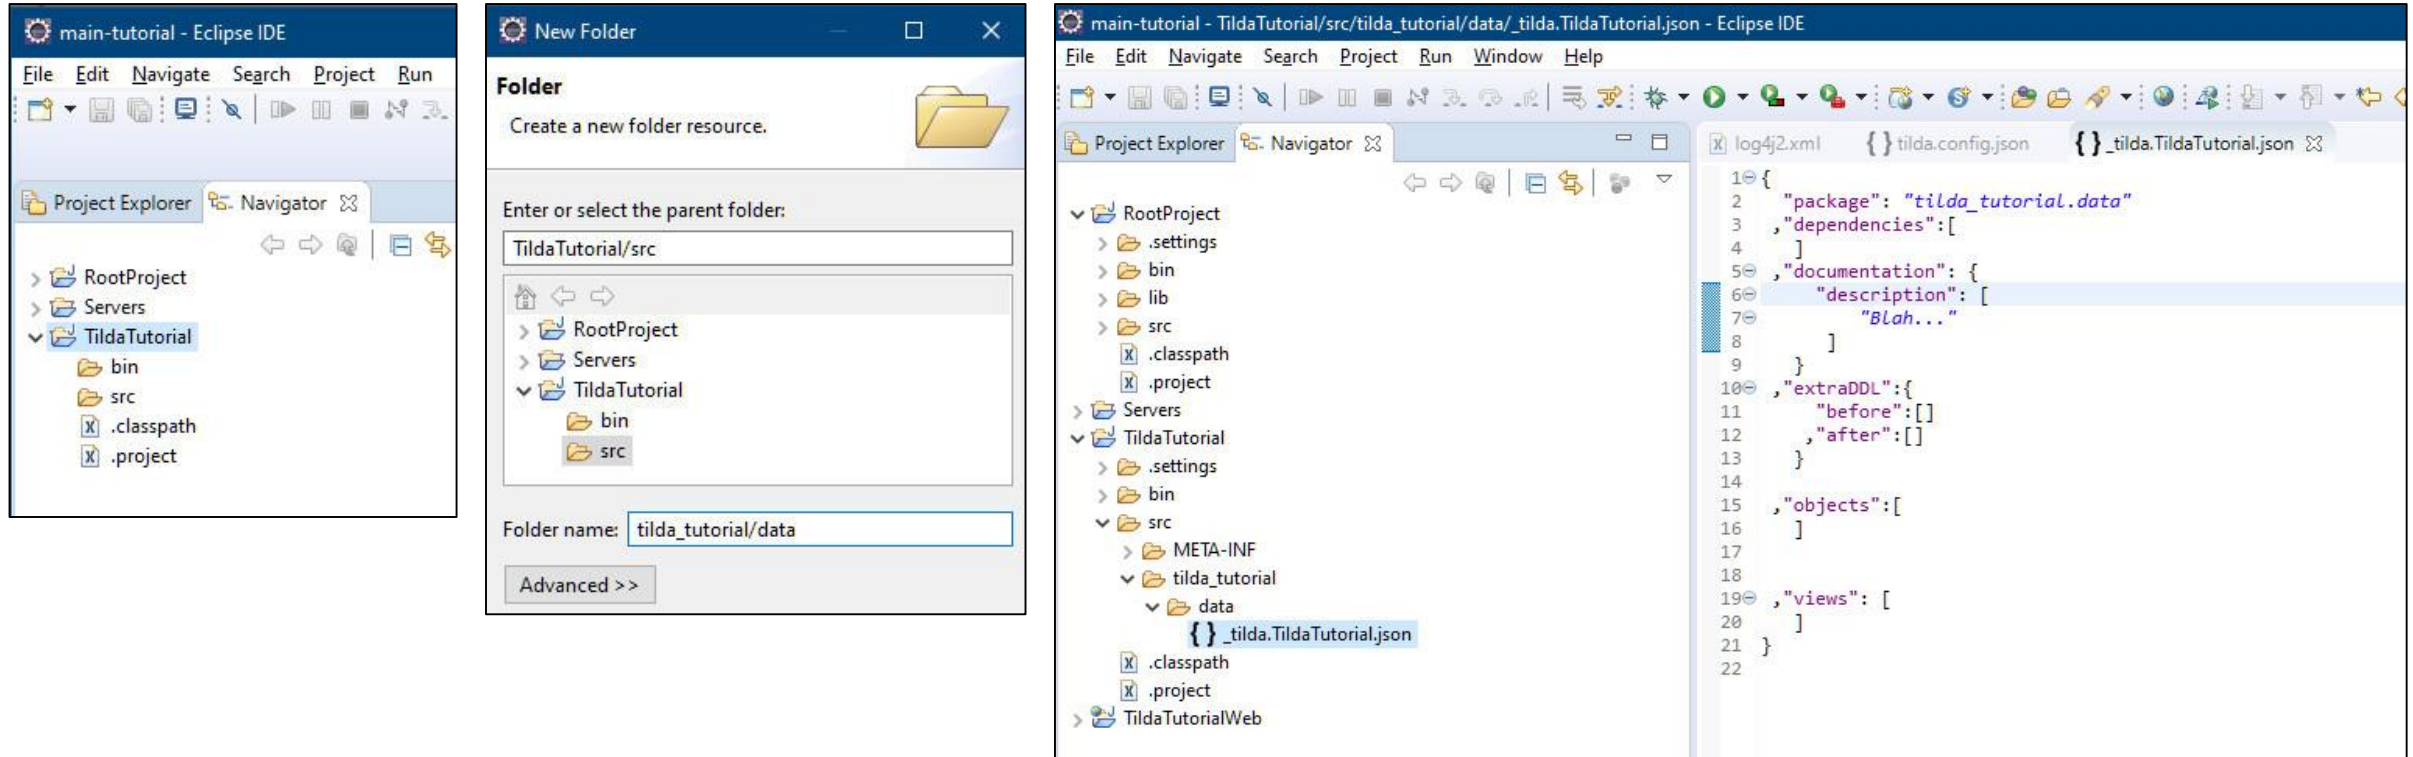 main-tutorial - Eclipse IDE
File Edit Navigate Search Project Run
Project Explorer Navigator
RootProject
Servers
TildaTutorial
bin
src
.classpath
.project
New Folder
Folder
Create a new folder resource.
Enter or select the parent folder:
TildaTutorial/src
RootProject
Servers
TildaTutorial
bin
src
Folder name: tilda_tutorial/data
Advanced >>
main-tutorial - TildaTutorial/src/tilda_tutorial/data/_tilda.TildaTutorial.json - Eclipse IDE
File Edit Navigate Search Project Run Window Help
Project Explorer Navigator
RootProject
.settings
bin
lib
src
.classpath
.project
Servers
TildaTutorial
.settings
bin
src
META-INF
tilda_tutorial
data
{ } _tilda.TildaTutorial.json
.classpath
.project
TildaTutorialWeb
log4j2.xml { } tilda.config.json { } _tilda.TildaTutorial.json
1 {
2 "package": "tilda_tutorial.data"
3 ,"dependencies":[
4 ]
5 ,"documentation": {
6 "description": [
7 "Blah..."
8 ]
9 }
10 ,"extraDDL":{
11 "before":[]
12 ,"after":[]
13 }
14
15 ,"objects":[
16 ]
17
18
19 ,"views": [
20 ]
21 }
22